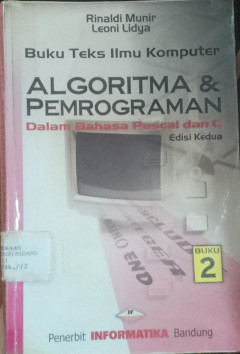 Rinaldi Munir
Leoni Lidya
Buku Teks Ilmu Komputer
ALGORITMA &
PEMROGRAMAN
Dalam Bahasa Pascal dan C
Edisi Kedua
END
BUKU
2
IF
Penerbit INFORMATIKA Bandung